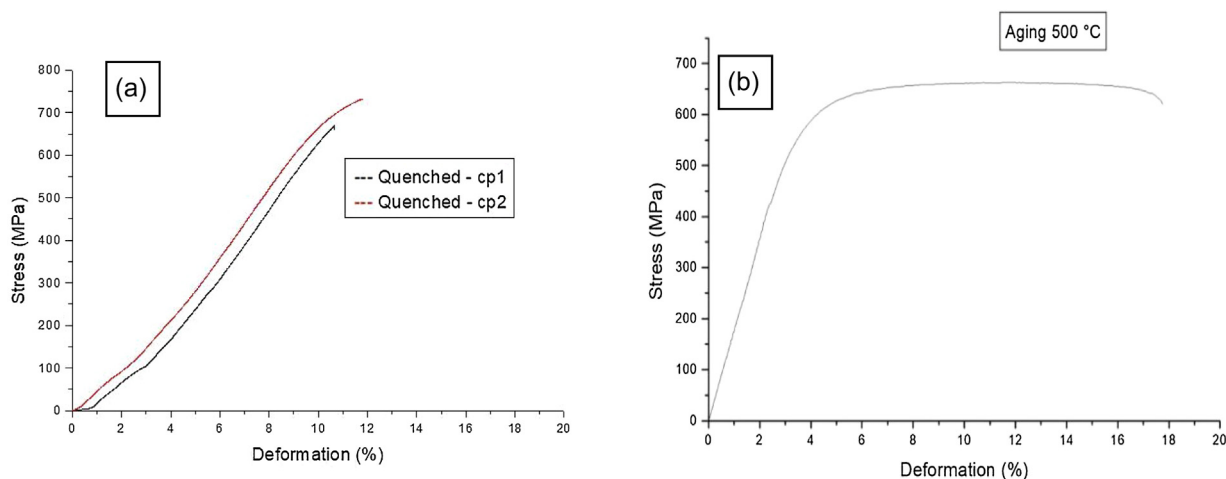 (a)
800
700
600
500
400
300
200
100
0
Stress (MPa)
Quenched - cp1
Quenched - cp2
0 2 4 6 8 10 12 14 16 18 20
Deformation (%)
Aging 500 °C
(b)
700
600
500
400
300
200
100
0
Stress (MPa)
0 2 4 6 8 10 12 14 16 18 20
Deformation (%)